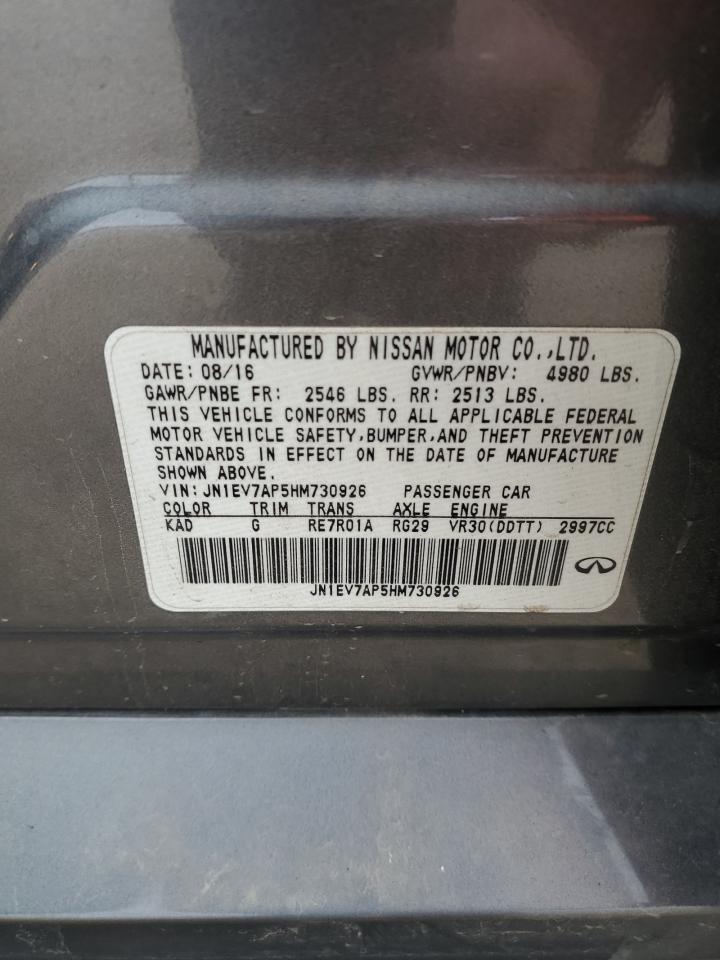 MANUFACTURED BY NISSAN MOTOR CO.,LTD.
DATE: 08/16 GVWR/PNBV: 4980 LBS.
GAWR/PNBE FR: 2546 LBS. RR: 2513 LBS.
THIS VEHICLE CONFORMS TO ALL APPLICABLE FEDERAL
MOTOR VEHICLE SAFETY,BUMPER,AND THEFT PREVENTION
STANDARDS IN EFFECT ON THE DATE OF MANUFACTURE
SHOWN ABOVE.
VIN: JN1EV7AP5HM730926 PASSENGER CAR
COLOR TRIM TRANS AXLE ENGINE
KAD G RE7R01A RG29 VR30(DDTT) 2997CC
JN1EV7AP5HM730926